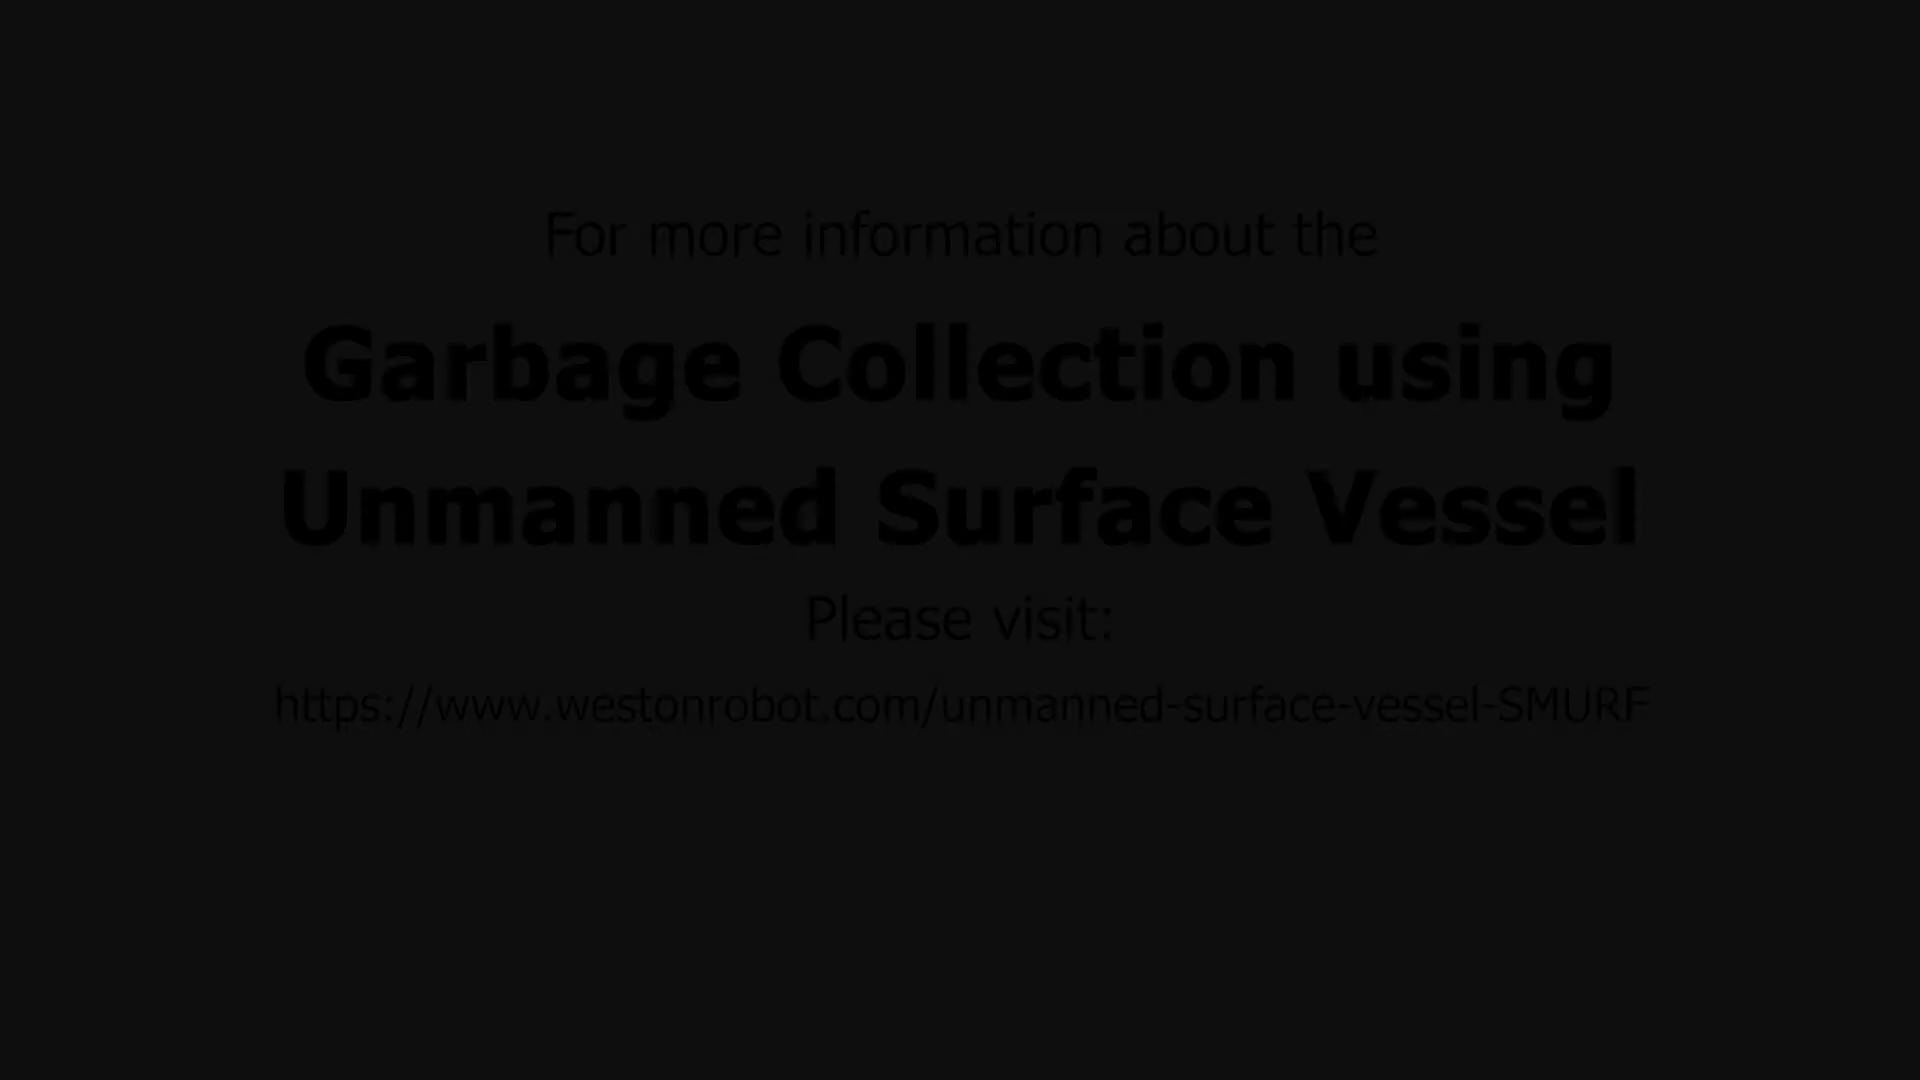 For more information about the
Garbage Collection using
Unmanned Surface Vessel
Please visit:
https://www.westonrobot.com/unmanned-surface-vessel-SMURF